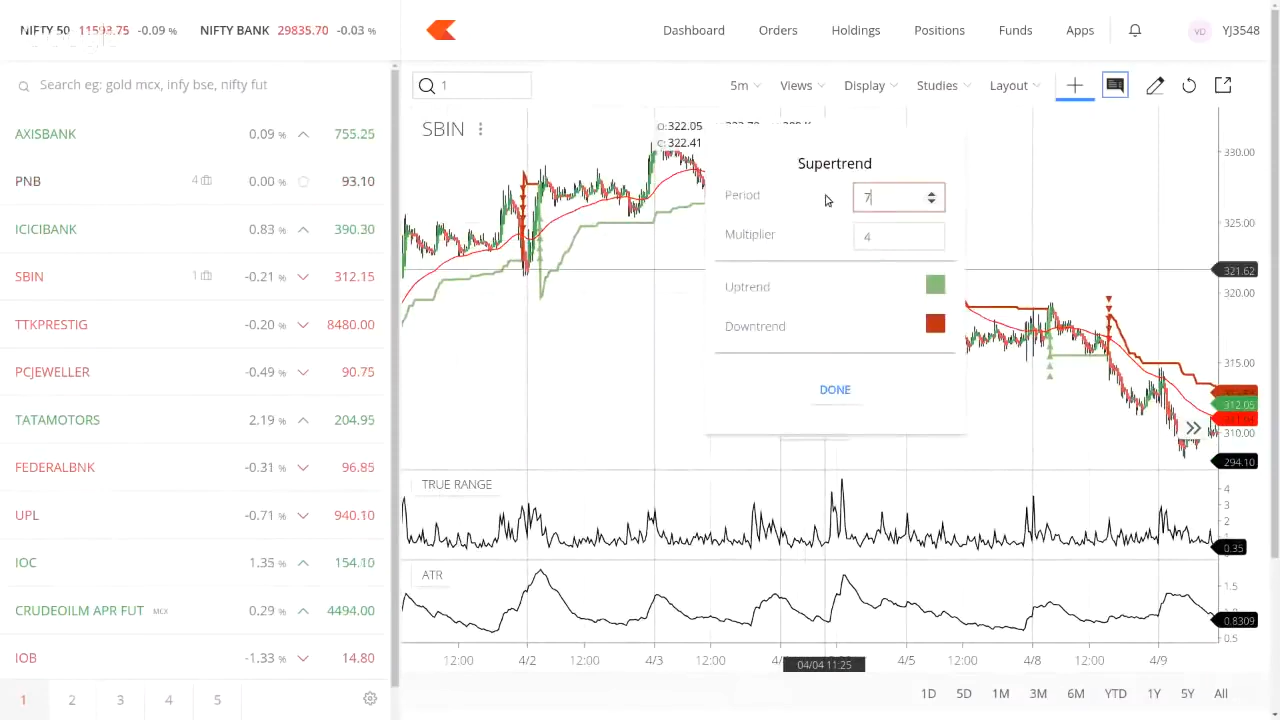 NIFTY 50 11593.75 -0.09 % NIFTY BANK 29835.70 -0.03 %
Dashboard Orders Holdings Positions Funds Apps VD YJ3548
Search eg: gold mcx, infy bse, nifty fut
1 5m Views Display Studies Layout
AXISBANK 0.09 % 755.25
PNB 4 0.00 % 93.10
ICICIBANK 0.83 % 390.30
SBIN 1 -0.21 % 312.15
TTKPRESTIG -0.20 % 8480.00
PCJEWELLER -0.49 % 90.75
TATAMOTORS 2.19 % 204.95
FEDERALBNK -0.31 % 96.85
UPL -0.71 % 940.10
IOC 1.35 % 154.10
CRUDEOILM APR FUT MCX 0.29 % 4494.00
IOB -1.33 % 14.80
1 2 3 4 5
SBIN
O:322.05
C: 322.41
Supertrend
Period 7
Multiplier 4
Uptrend
Downtrend
DONE
330.00
325.00
321.62
320.00
315.00
312.05
310.00
294.10
TRUE RANGE
4
3
2
0.35
ATR
1.5
0.8309
0.5
12:00 4/2 12:00 4/3 12:00 04/04 11:25 4/5 12:00 4/8 12:00 4/9
1D 5D 1M 3M 6M YTD 1Y 5Y All